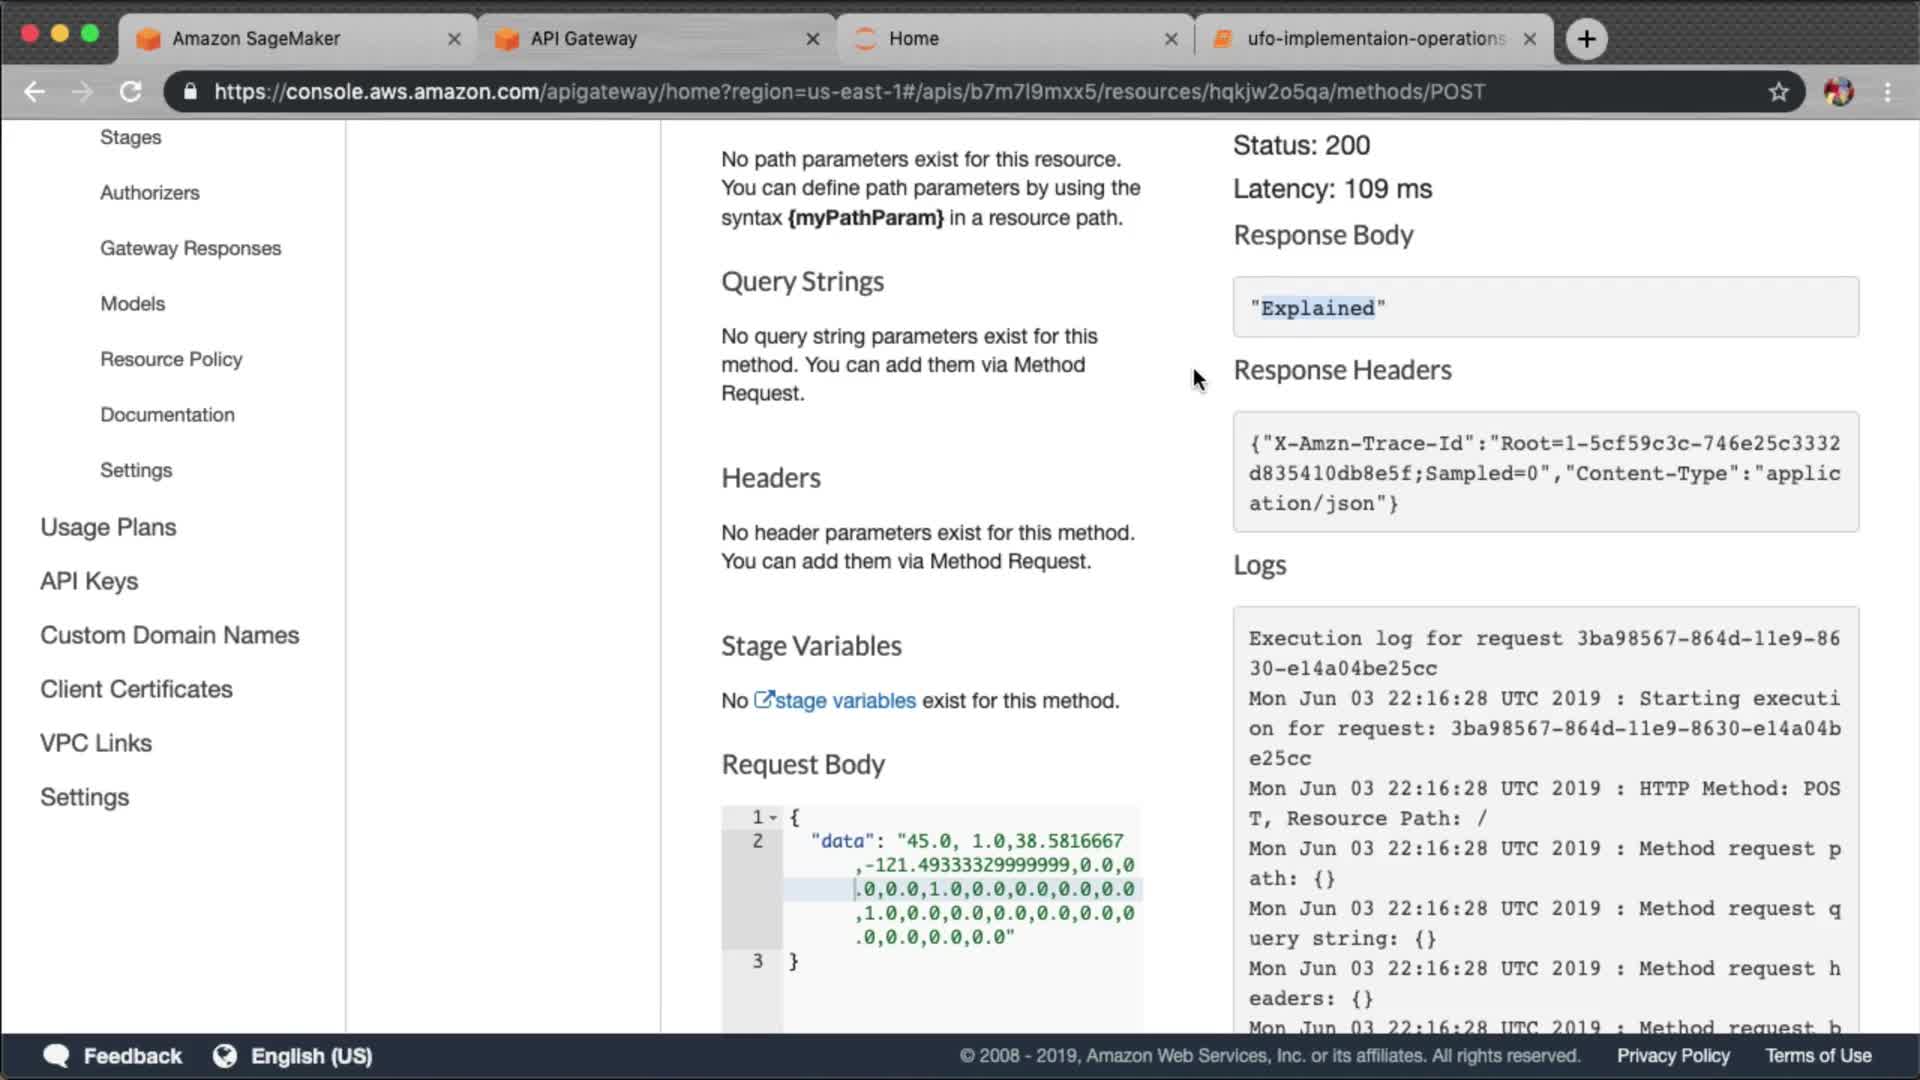 Amazon SageMaker
API Gateway
Home
ufo-implementaion-operations
https://console.aws.amazon.com/apigateway/home?region=us-east-1#/apis/b7m7l9mxx5/resources/hqkjw2o5qa/methods/POST
Stages
Authorizers
Gateway Responses
Models
Resource Policy
Documentation
Settings
Usage Plans
API Keys
Custom Domain Names
Client Certificates
VPC Links
Settings
No path parameters exist for this resource.
You can define path parameters by using the
syntax {myPathParam} in a resource path.
Query Strings
No query string parameters exist for this
method. You can add them via Method
Request.
Headers
No header parameters exist for this method.
You can add them via Method Request.
Stage Variables
No stage variables exist for this method.
Request Body
1 {
2 "data": "45.0, 1.0,38.5816667
,-121.49333329999999,0.0,0
.0,0.0,1.0,0.0,0.0,0.0,0.0
,1.0,0.0,0.0,0.0,0.0,0.0,0
.0,0.0,0.0,0.0"
3 }
Status: 200
Latency: 109 ms
Response Body
"Explained"
Response Headers
{"X-Amzn-Trace-Id":"Root=1-5cf59c3c-746e25c3332
d835410db8e5f;Sampled=0","Content-Type":"applic
ation/json"}
Logs
Execution log for request 3ba98567-864d-11e9-86
30-e14a04be25cc
Mon Jun 03 22:16:28 UTC 2019 : Starting executi
on for request: 3ba98567-864d-11e9-8630-e14a04b
e25cc
Mon Jun 03 22:16:28 UTC 2019 : HTTP Method: POS
T, Resource Path: /
Mon Jun 03 22:16:28 UTC 2019 : Method request p
ath: {}
Mon Jun 03 22:16:28 UTC 2019 : Method request q
uery string: {}
Mon Jun 03 22:16:28 UTC 2019 : Method request h
eaders: {}
Mon Jun 03 22:16:28 UTC 2019 : Method request b
Feedback
English (US)
© 2008 - 2019, Amazon Web Services, Inc. or its affiliates. All rights reserved.
Privacy Policy
Terms of Use